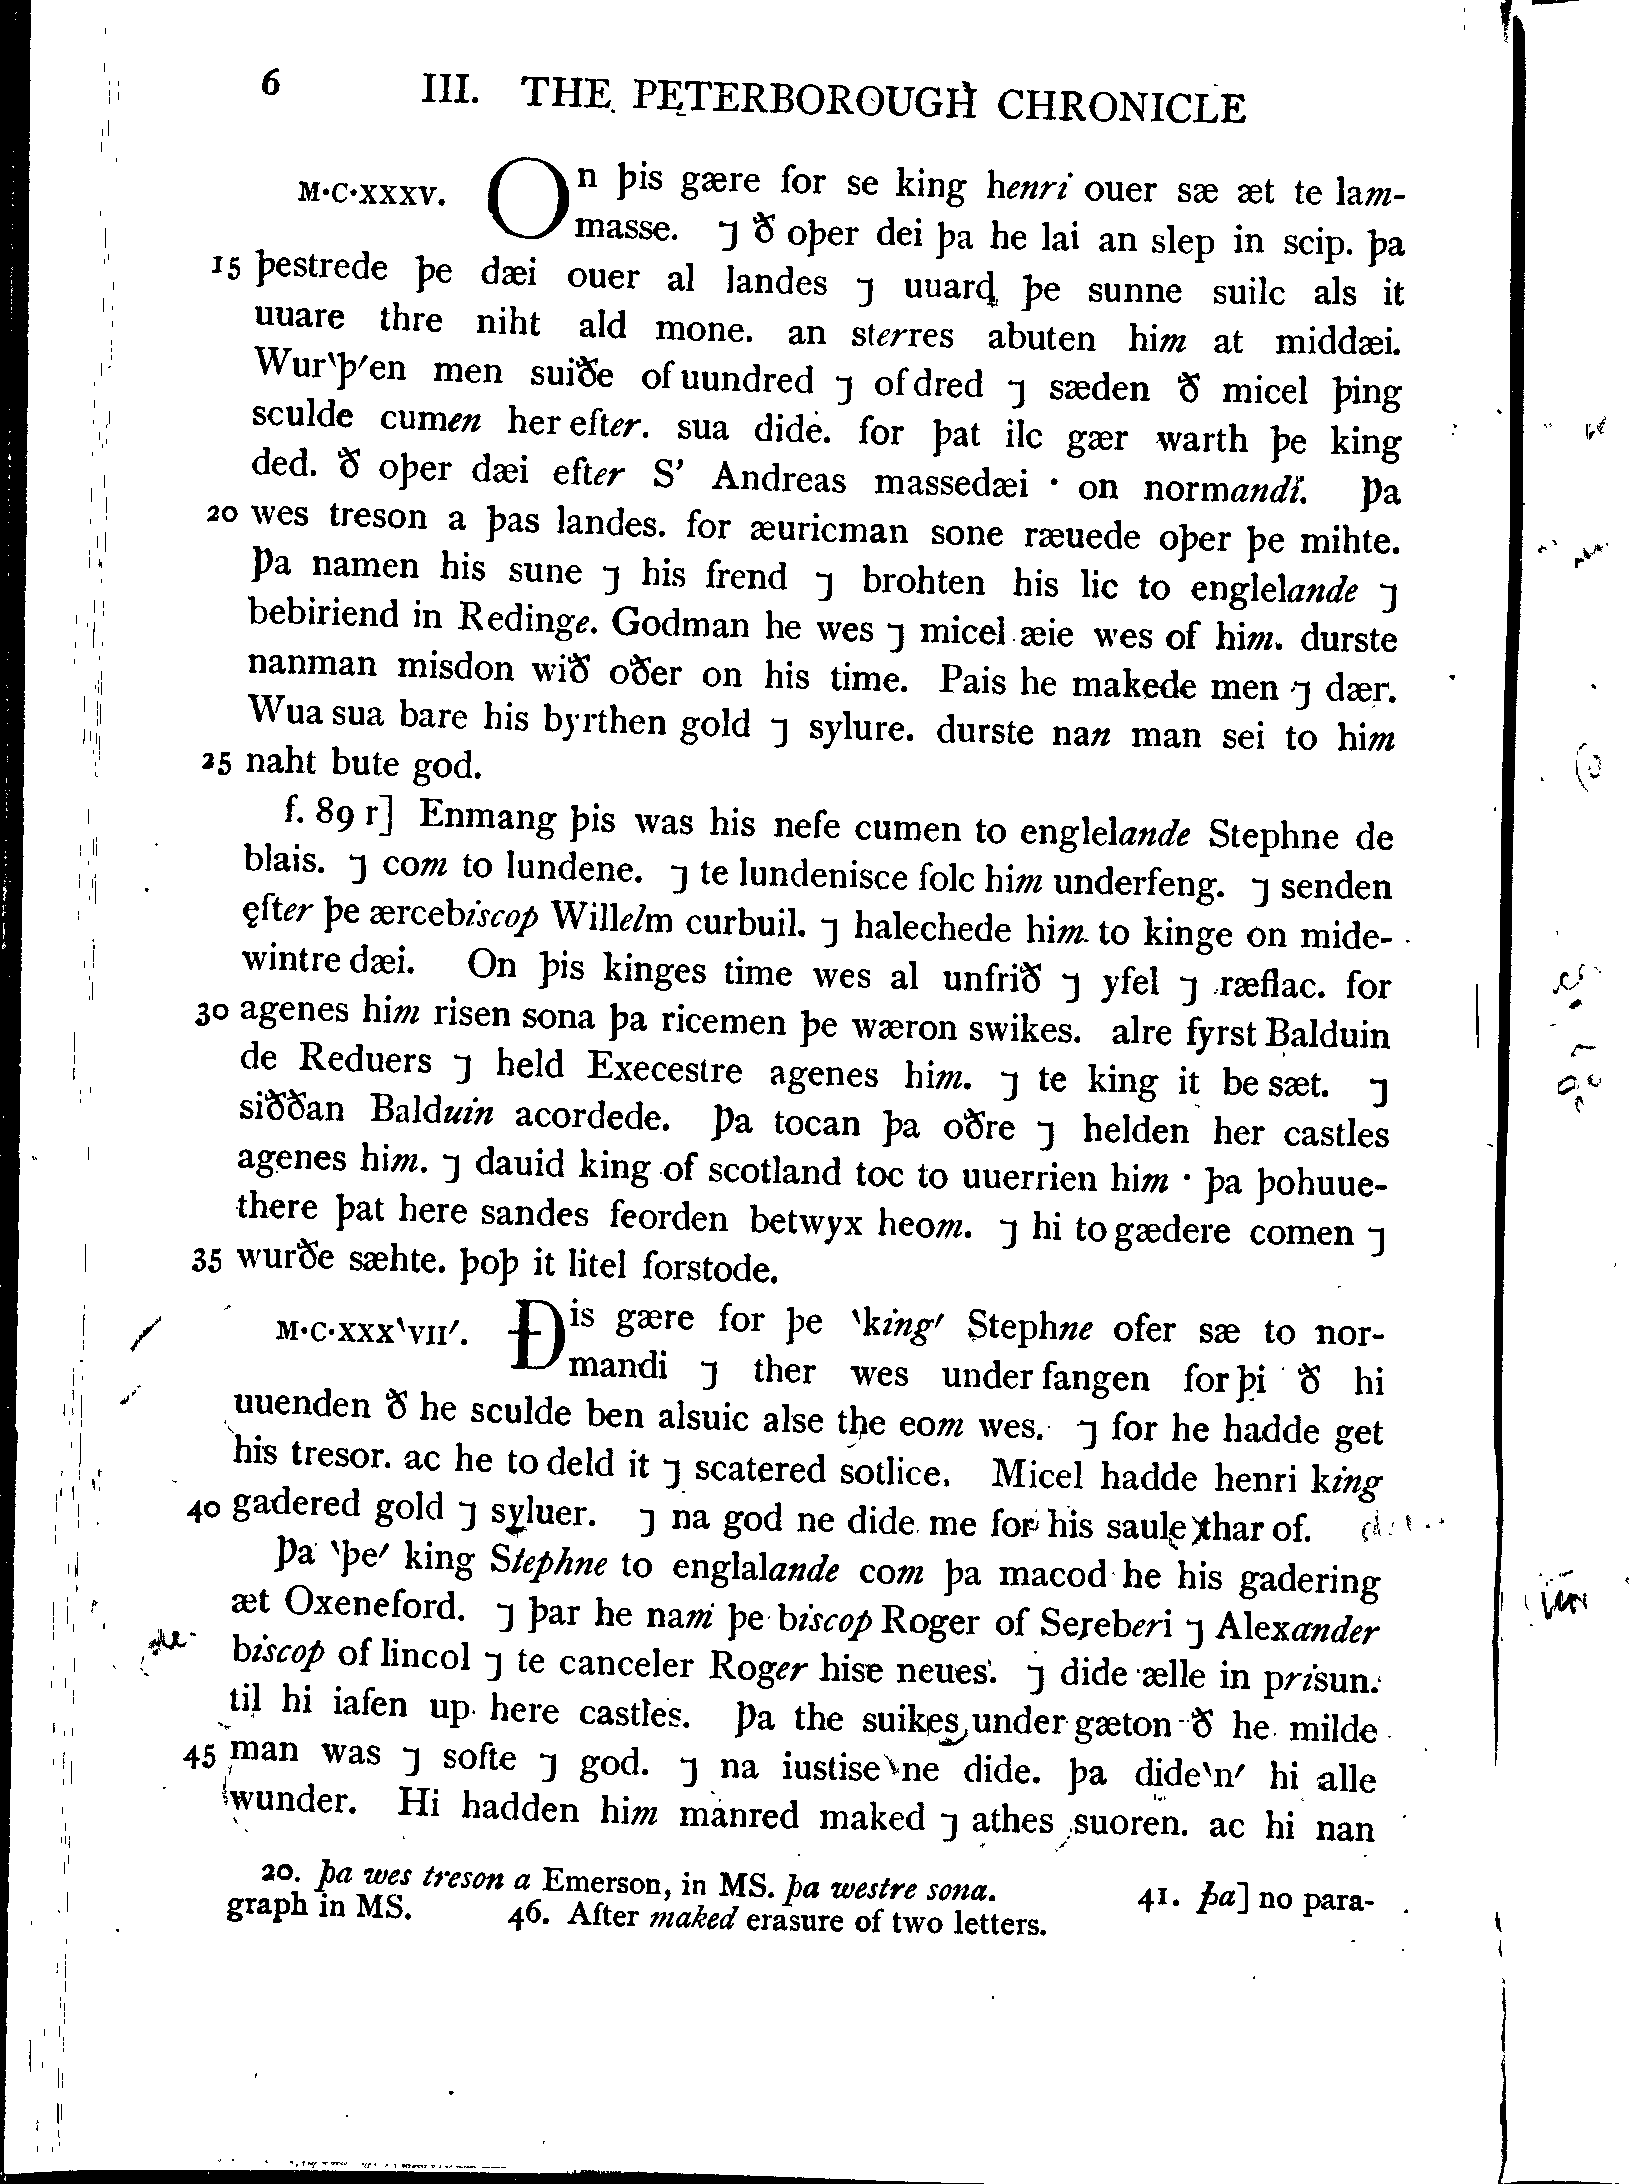 6 III. THE PETERBOROUGH CHRONICLE
M·C·XXXV. On þis gære for se king henri ouer sæ æt te lam-
masse. ⁊ ꝥ oþer dei þa he lai an slep in scip. þa
15 þestrede þe dæi ouer al landes ⁊ uuard þe sunne suilc als it
uuare thre niht ald mone. an sterres abuten him at middæi.
Wur‵þ′en men suiðe ofuundred ⁊ ofdred ⁊ sæden ꝥ micel þing
sculde cumen her efter. sua dide. for þat ilc gær warth þe king
ded. ꝥ oþer dæi efter S’ Andreas massedæi · on normandi. Þa
20 wes treson a þas landes. for æuricman sone ræuede oþer þe mihte.
Þa namen his sune ⁊ his frend ⁊ brohten his lic to englelande ⁊
bebiriend in Redinge. Godman he wes ⁊ micel æie wes of him. durste
nanman misdon wið oðer on his time. Pais he makede men ⁊ dær.
Wua sua bare his byrthen gold ⁊ sylure. durste nan man sei to him
25 naht bute god.
f. 89 r] Enmang þis was his nefe cumen to englelande Stephne de
blais. ⁊ com to lundene. ⁊ te lundenisce folc him underfeng. ⁊ senden
efter þe ærcebiscop Willelm curbuil. ⁊ halechede him to kinge on mide-
wintre dæi. On þis kinges time wes al unfrið ⁊ yfel ⁊ ræflac. for
30 agenes him risen sona þa ricemen þe wæron swikes. alre fyrst Balduin
de Reduers ⁊ held Execestre agenes him. ⁊ te king it be sæt. ⁊
siððan Balduin acordede. Þa tocan þa oðre ⁊ helden her castles
agenes him. ⁊ dauid king of scotland toc to uuerrien him · þa þohuue-
there þat here sandes feorden betwyx heom. ⁊ hi to gædere comen ⁊
35 wurðe sæhte. þoþ it litel forstode.
M·C·XXX‵VII′. Ðis gære for þe ‵king′ Stephne ofer sæ to nor-
mandi ⁊ ther wes under fangen forþi ꝥ hi
uuenden ꝥ he sculde ben alsuic alse the eom wes. ⁊ for he hadde get
his tresor. ac he to deld it ⁊ scatered sotlice. Micel hadde henri king
40 gadered gold ⁊ syluer. ⁊ na god ne dide me for his saule thar of.
Þa ‵þe′ king Stephne to englalande com þa macod he his gadering
æt Oxeneford. ⁊ þar he nam þe biscop Roger of Sereberi ⁊ Alexander
biscop of lincol ⁊ te canceler Roger hise neues. ⁊ dide ælle in prisun.
til hi iafen up here castles. Þa the suikes under gæton ꝥ he milde
45 man was ⁊ softe ⁊ god. ⁊ na iustise ne dide. þa dide‵n′ hi alle
wunder. Hi hadden him manred maked ⁊ athes suoren. ac hi nan
20. þa wes treson a Emerson, in MS. þa westre sona. 41. þa] no para-
graph in MS. 46. After maked erasure of two letters.